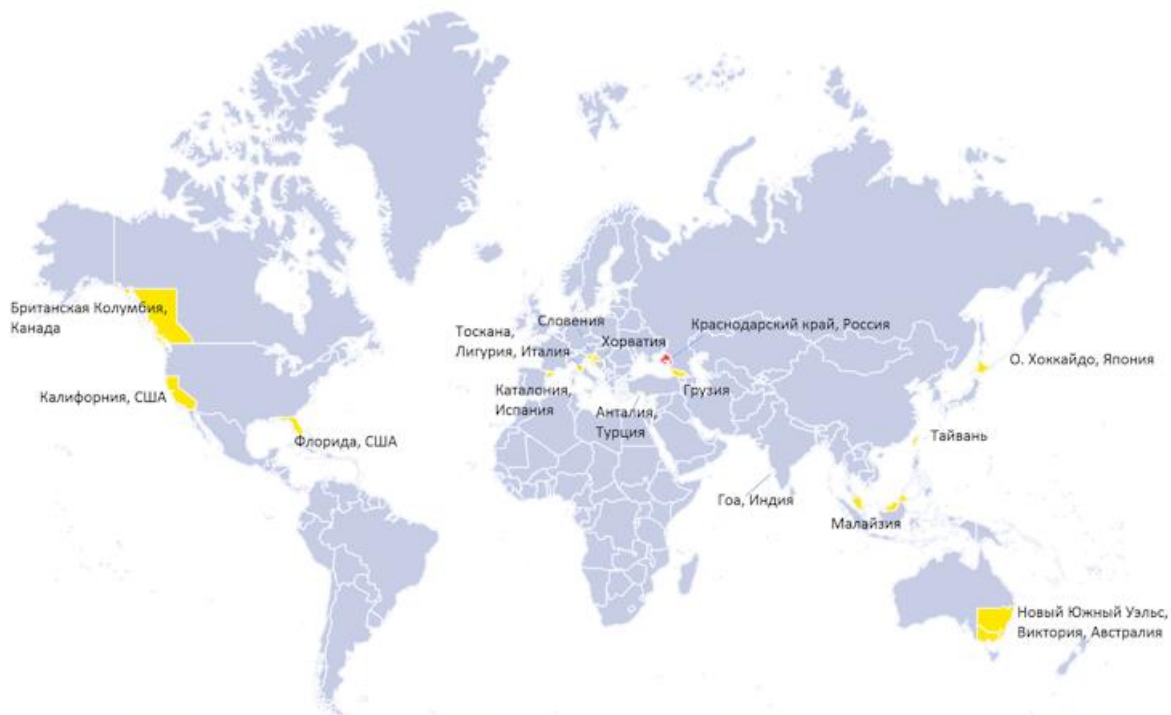 Британская Колумбия,
Канада
Калифорния, США
Флорида, США
Тоскана,
Лигурия, Италия
Словения
Хорватия
Краснодарский край, Россия
Каталония,
Испания
Анталия,
Турция
Грузия
О. Хоккайдо, Япония
Тайвань
Гоа, Индия
Малайзия
Новый Южный Уэльс,
Виктория, Австралия